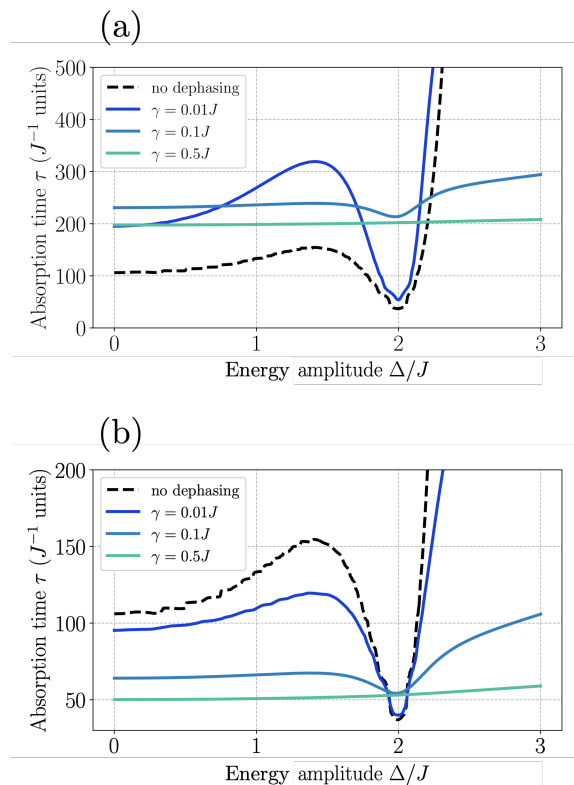 (a)
Absorption time τ (J⁻¹ units)
500
400
300
200
100
0
no dephasing
γ = 0.01J
γ = 0.1J
γ = 0.5J
0 1 2 3
Energy amplitude Δ/J
(b)
Absorption time τ (J⁻¹ units)
200
150
100
50
no dephasing
γ = 0.01J
γ = 0.1J
γ = 0.5J
0 1 2 3
Energy amplitude Δ/J